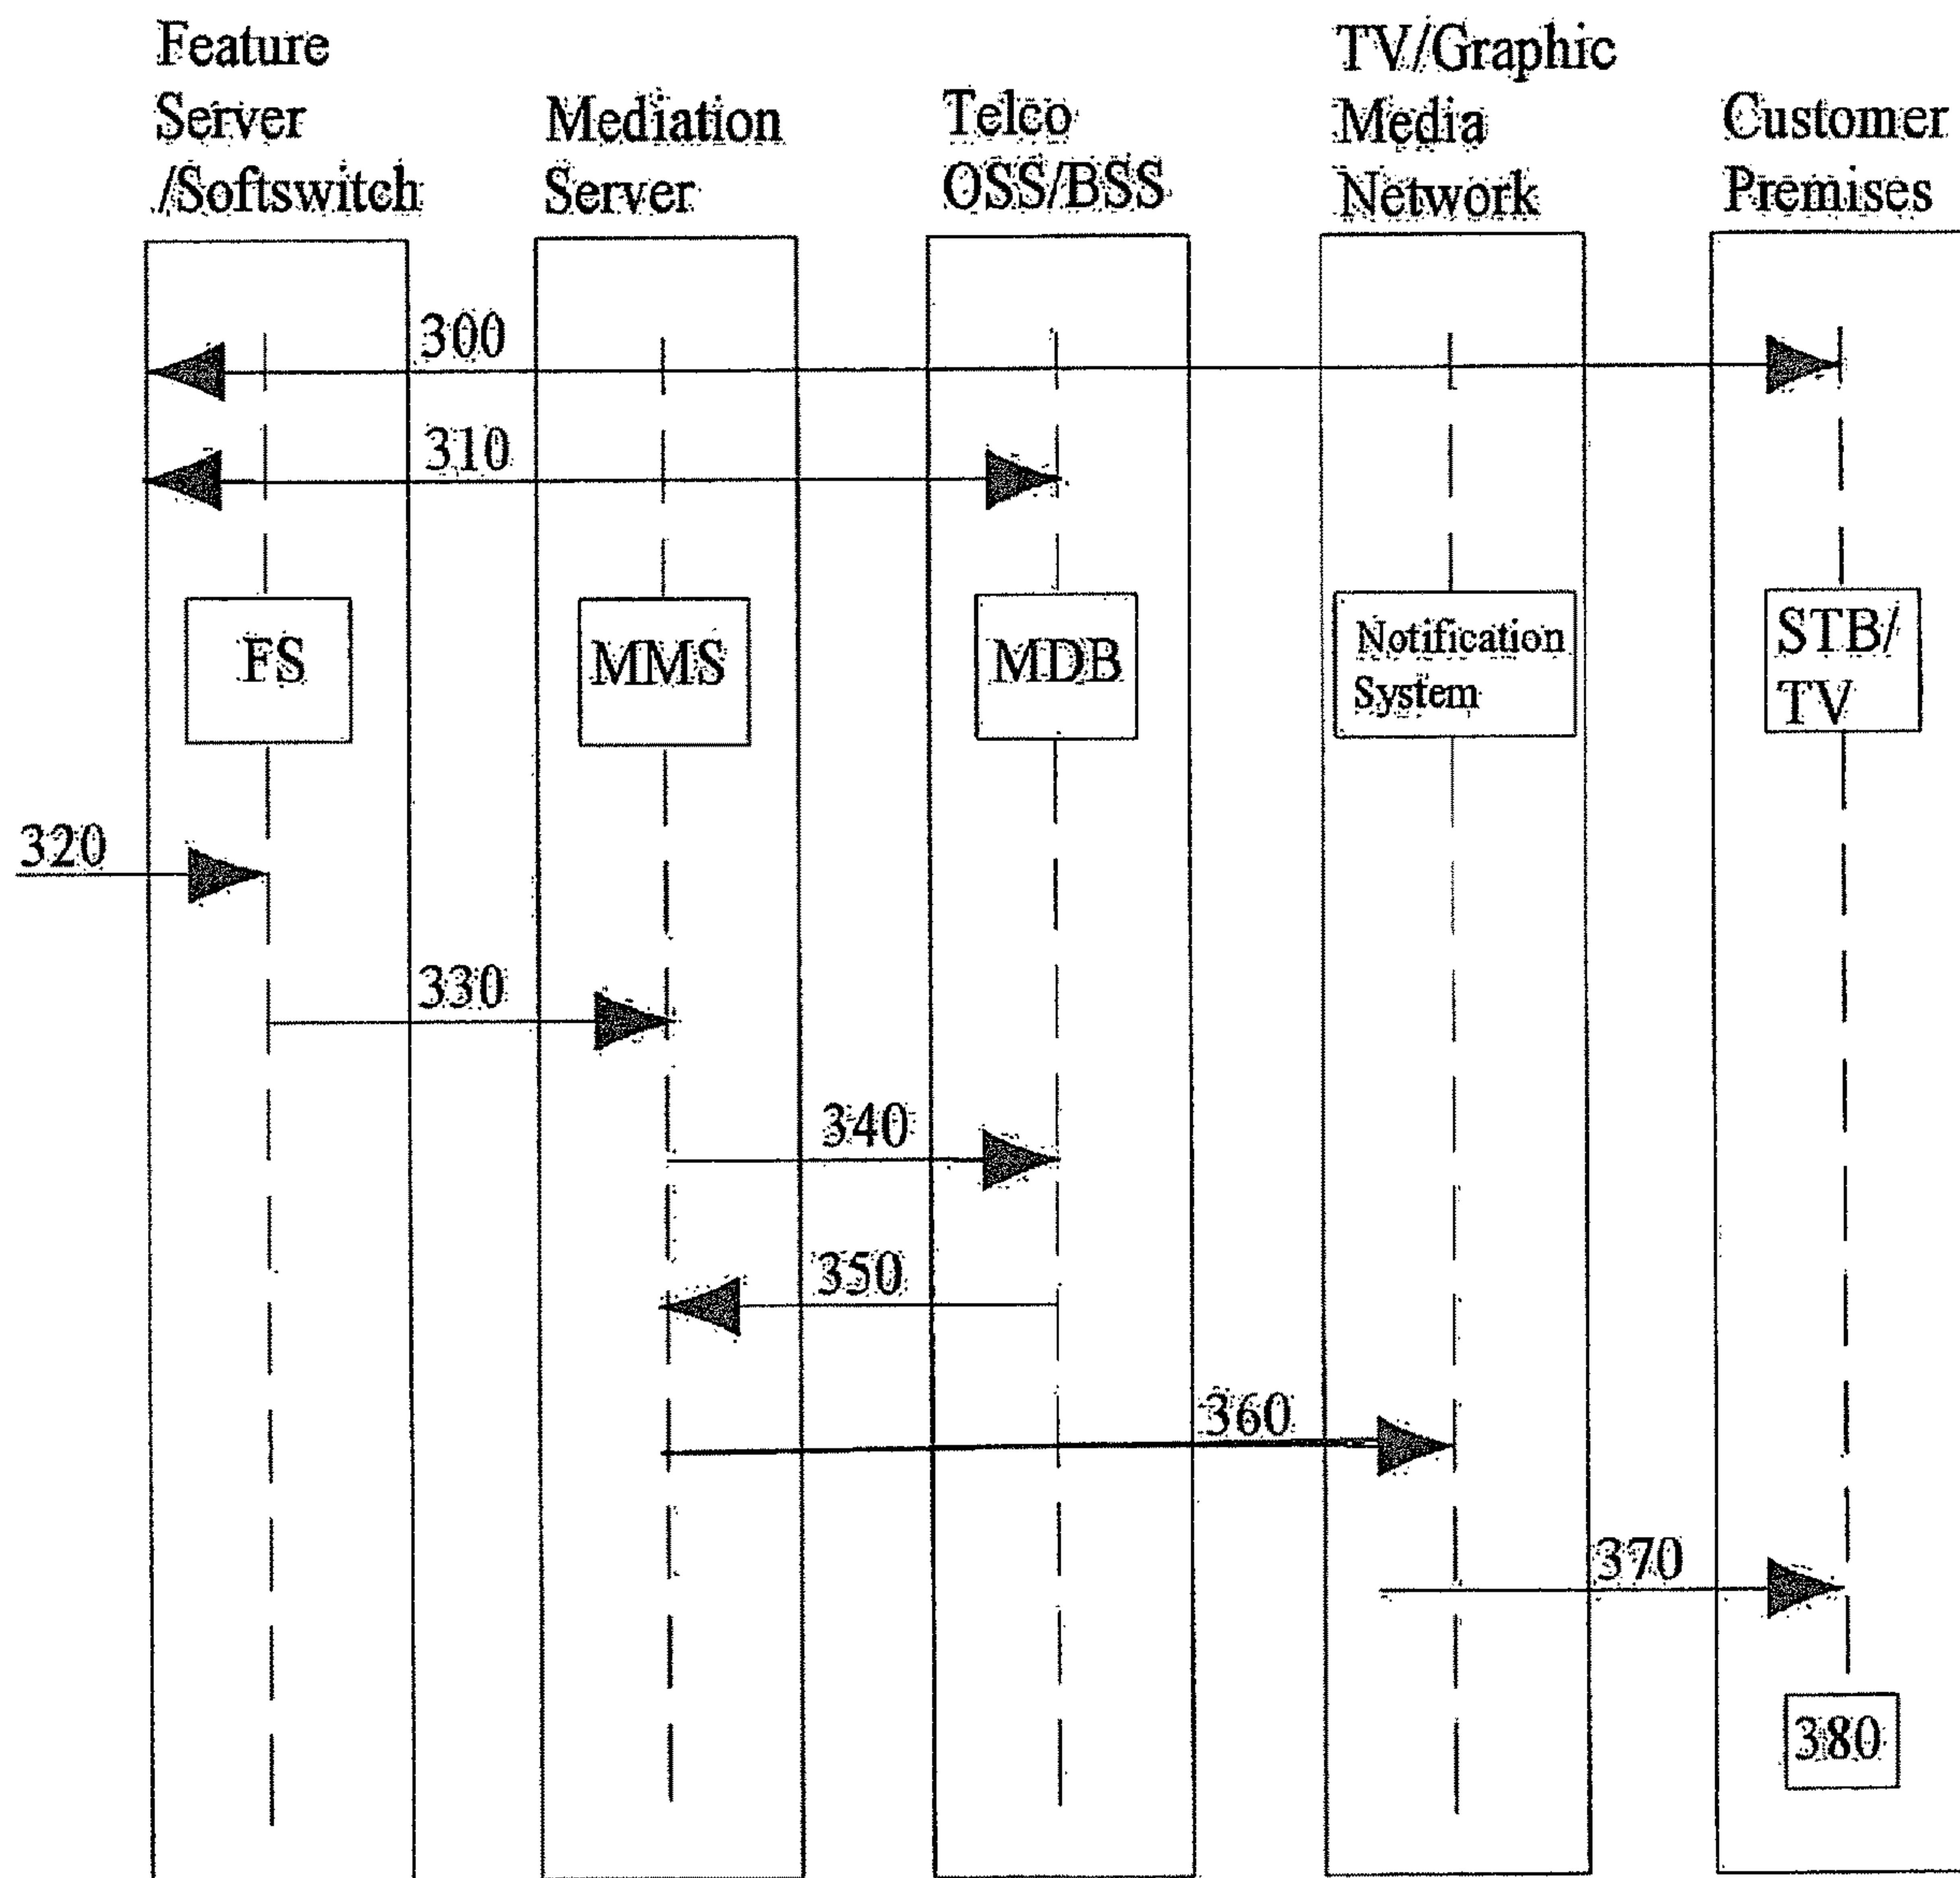 Feature
Server
/Softswitch
Mediation
Server
Telco
OSS/BSS
TV/Graphic
Media
Network
Customer
Premises
300
310
FS
MMS
MDB
Notification
System
STB/
TV
320
330
340
350
360
370
380